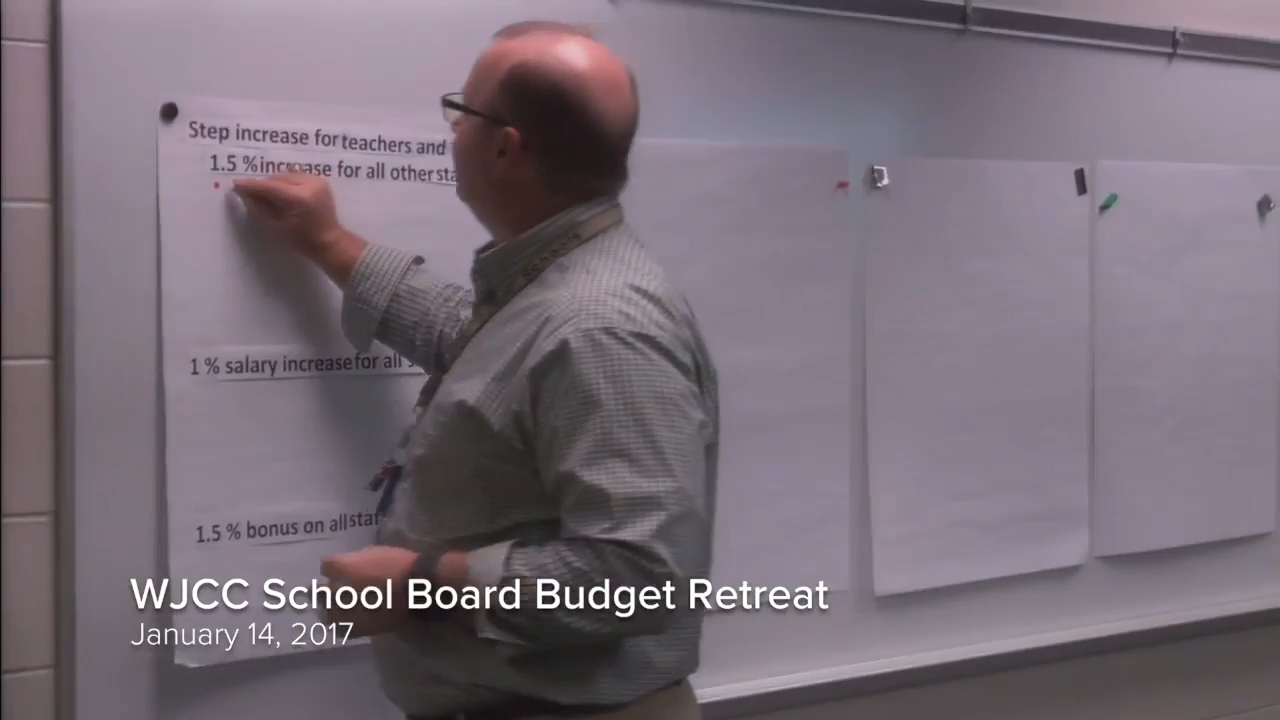 Step increase for teachers and
1.5 % increase for all other
1 % salary increase for all
1.5 % bonus on all
WJCC School Board Budget Retreat
January 14, 2017